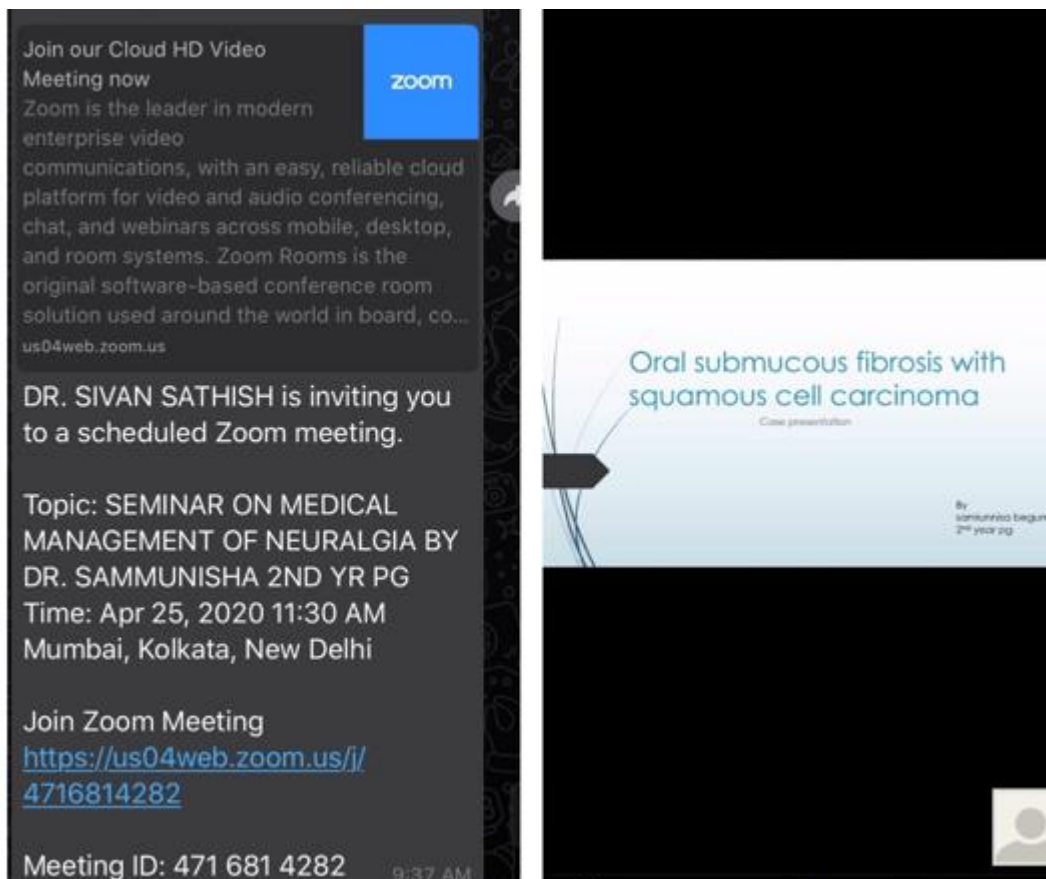 Join our Cloud HD Video
Meeting now
zoom
Zoom is the leader in modern
enterprise video
communications, with an easy, reliable cloud
platform for video and audio conferencing,
chat, and webinars across mobile, desktop,
and room systems. Zoom Rooms is the
original software-based conference room
solution used around the world in board, co...
us04web.zoom.us
DR. SIVAN SATHISH is inviting you
to a scheduled Zoom meeting.
Topic: SEMINAR ON MEDICAL
MANAGEMENT OF NEURALGIA BY
DR. SAMMUNISHA 2ND YR PG
Time: Apr 25, 2020 11:30 AM
Mumbai, Kolkata, New Delhi
Join Zoom Meeting
https://us04web.zoom.us/j/
4716814282
Meeting ID: 471 681 4282
9:37 AM
Oral submucous fibrosis with
squamous cell carcinoma
Case presentation
By
samiunnisa begum
2nd year pg